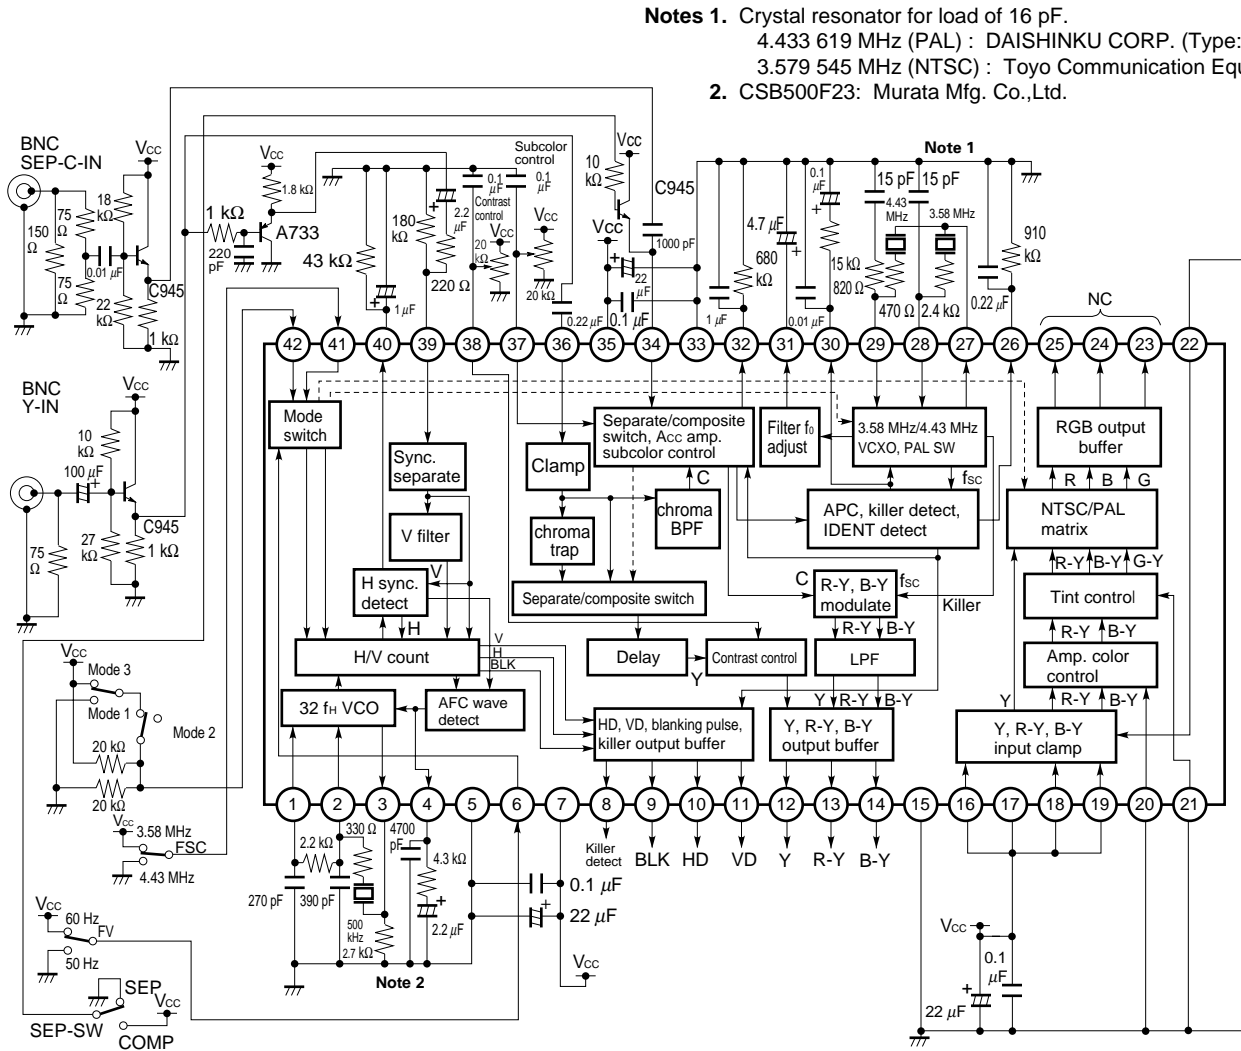 Notes 1. Crystal resonator for load of 16 pF.
4.433 619 MHz (PAL) : DAISHINKU CORP. (Type:
3.579 545 MHz (NTSC) : Toyo Communication Equ
2. CSB500F23: Murata Mfg. Co.,Ltd.
BNC
SEP-C-IN
VCC
18
kΩ
75
Ω
150
Ω
75
Ω
0.01 µF
22
kΩ
C945
1 kΩ
1 kΩ
220
pF
VCC
1.8 kΩ
A733
43 kΩ
1 µF
180
kΩ
2.2
µF
220 Ω
0.1
µF
Contrast
control
VCC
20
kΩ
Subcolor
control
0.1
µF
VCC
20 kΩ
0.22 µF
10
kΩ
VCC
C945
1000 pF
VCC
22
µF
0.1 µF
1 µF
680
kΩ
4.7 µF
0.1
µF
0.01 µF
15 kΩ
Note 1
15 pF
15 pF
4.43
MHz
3.58 MHz
820 Ω
470 Ω
2.4 kΩ
0.22 µF
910
kΩ
NC
42
41
40
39
38
37
36
35
34
33
32
31
30
29
28
27
26
25
24
23
22
BNC
Y-IN
VCC
10
kΩ
100 µF
C945
27
kΩ
1 kΩ
75
Ω
Mode
switch
Sync.
separate
V filter
V
H sync.
detect
H
H/V count
V
H
BLK
32 fH VCO
AFC wave
detect
Clamp
chroma
trap
chroma
BPF
C
Separate/composite
switch, ACC amp.
subcolor control
Separate/composite switch
Delay
Y
Contrast control
Filter f0
adjust
3.58 MHz/4.43 MHz
VCXO, PAL SW
fSC
APC, killer detect,
IDENT detect
C
R-Y, B-Y
modulate
fSC
Killer
R-Y
B-Y
LPF
Y
R-Y
B-Y
HD, VD, blanking pulse,
killer output buffer
Y, R-Y, B-Y
output buffer
RGB output
buffer
R
B
G
NTSC/PAL
matrix
R-Y
B-Y
G-Y
Tint control
R-Y
B-Y
Amp. color
control
Y
R-Y
B-Y
Y, R-Y, B-Y
input clamp
VCC
Mode 3
Mode 1
Mode 2
20 kΩ
20 kΩ
VCC
3.58 MHz
FSC
4.43 MHz
VCC
60 Hz
FV
50 Hz
SEP
VCC
SEP-SW
COMP
1
2
3
4
5
6
7
8
9
10
11
12
13
14
15
16
17
18
19
20
21
2.2 kΩ
270 pF
390 pF
330 Ω
500
kHz
2.7 kΩ
4700
pF
4.3 kΩ
2.2 µF
Note 2
0.1 µF
22 µF
VCC
Killer
detect
BLK
HD
VD
Y
R-Y
B-Y
VCC
0.1
µF
22 µF